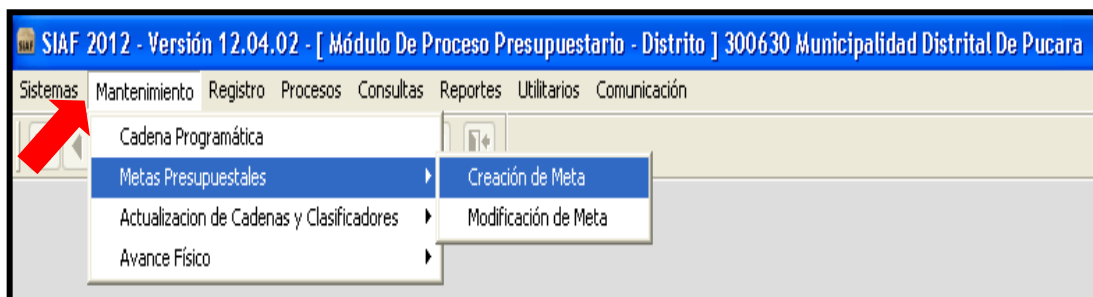 SIAF 2012 - Versión 12.04.02 - [ Módulo De Proceso Presupuestario - Distrito ] 300630 Municipalidad Distrital De Pucara
Sistemas Mantenimiento Registro Procesos Consultas Reportes Utilitarios Comunicación
Cadena Programática
Metas Presupuestales
Creación de Meta
Actualizacion de Cadenas y Clasificadores
Modificación de Meta
Avance Físico